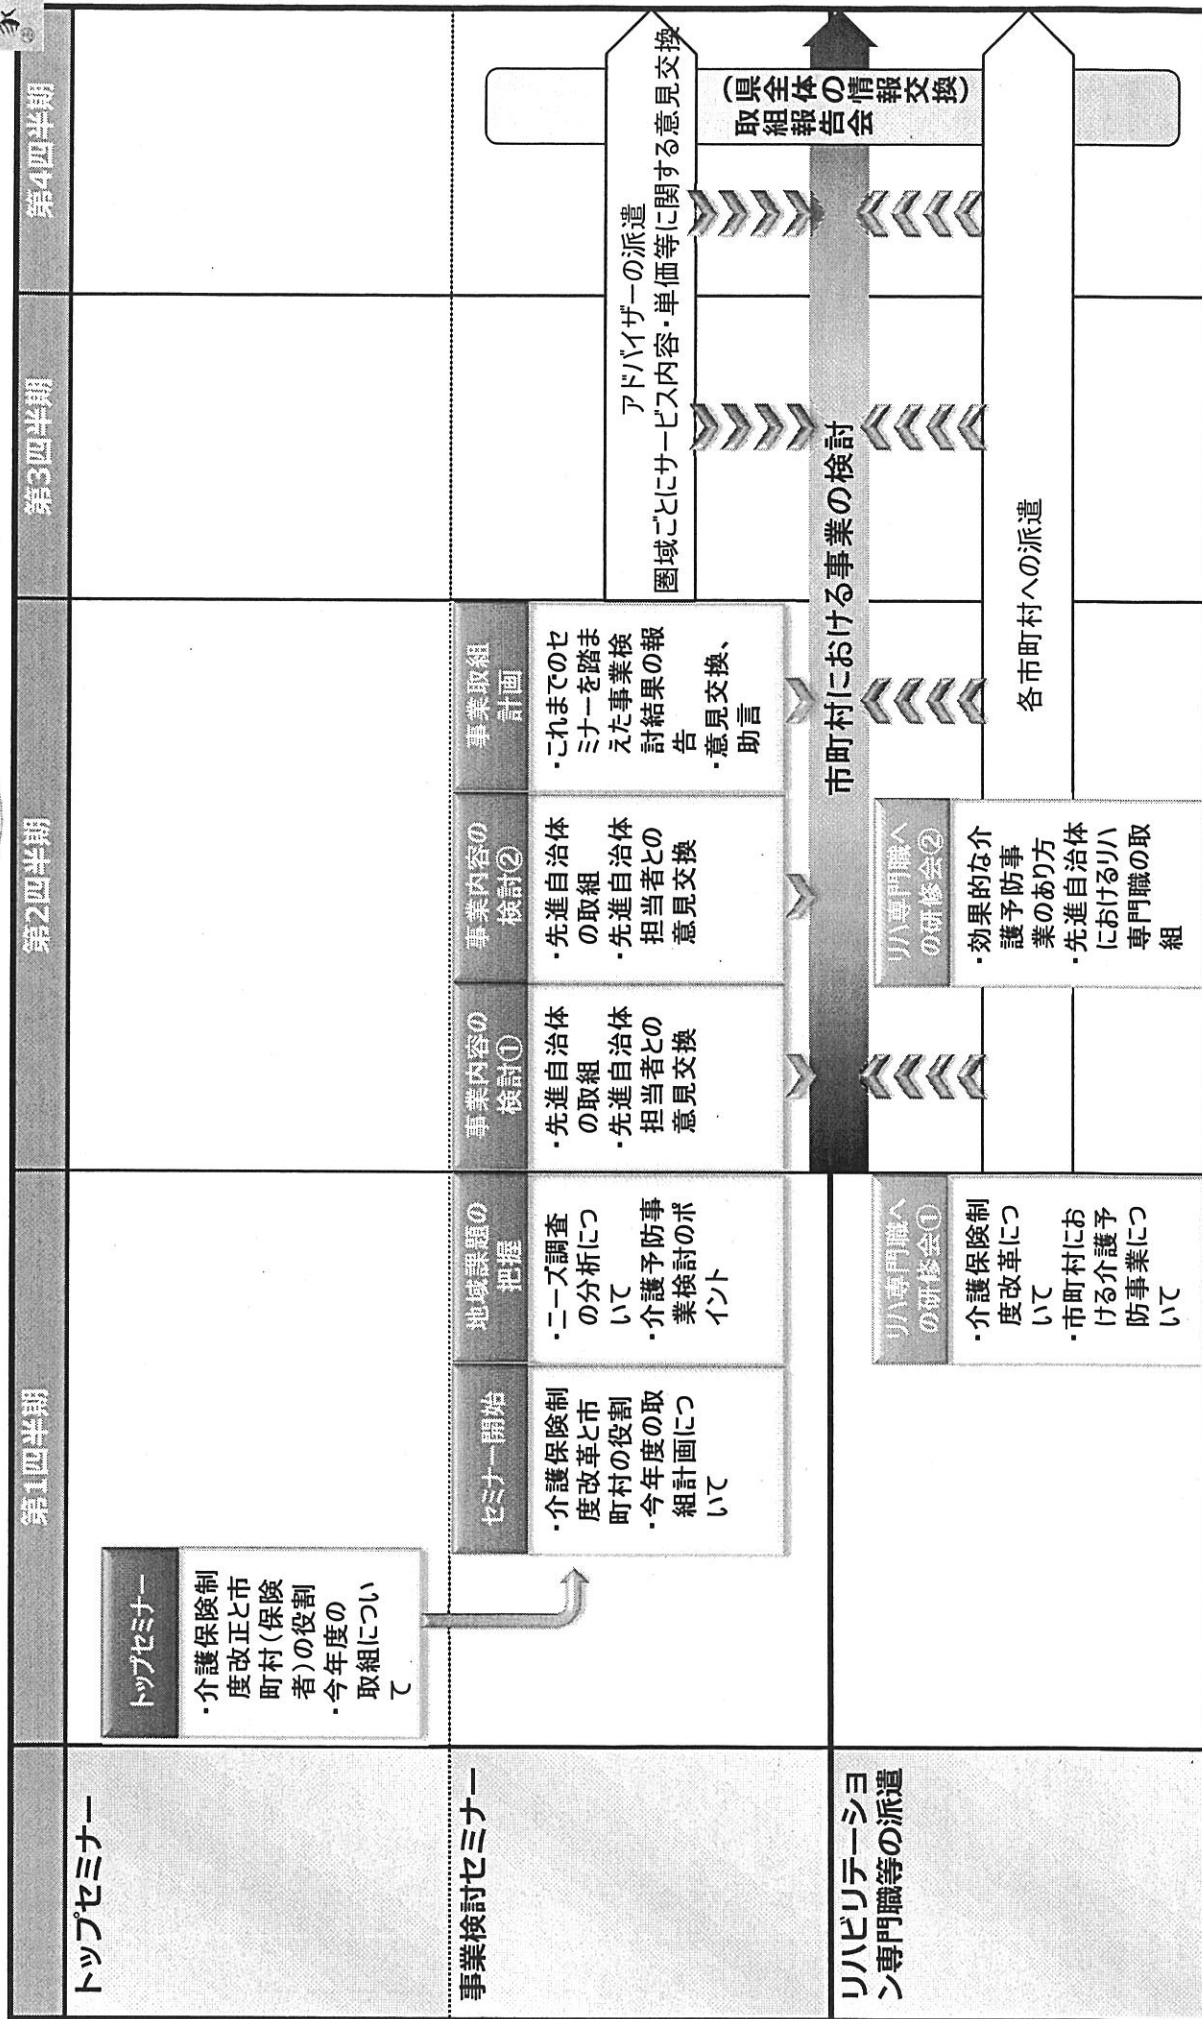 第1四半期
第2四半期
第3四半期
第4四半期
トップセミナー
トップセミナー
・介護保険制
度改正と市
町村(保険
者)の役割
・今年度の
取組につい
て
事業検討セミナー
セミナー開始
・介護保険制
度改革と市
町村の役割
・今年度の取
組計画につ
いて
地域課題の
把握
・ニーズ調査
の分析につ
いて
・介護予防事
業検討のポ
イント
事業内容の
検討①
・先進自治体
の取組
・先進自治体
担当者との
意見交換
事業内容の
検討②
・先進自治体
の取組
・先進自治体
担当者との
意見交換
事業取組
計画
・これまでのセ
ミナーを踏ま
えた事業検
討結果の報
告
・意見交換、
助言
アドバイザーの派遣
圏域ごとにサービス内容・単価等に関する意見交換
市町村における事業の検討
取組報告会
(県全体の情報交換)
リハビリテーショ
ン専門職等の派遣
リハ専門職へ
の研修会①
・介護保険制
度改革につ
いて
・市町村にお
ける介護予
防事業につ
いて
リハ専門職へ
の研修会②
・効果的な介
護予防事
業のあり方
・先進自治体
におけるリハ
専門職の取
組
各市町村への派遣